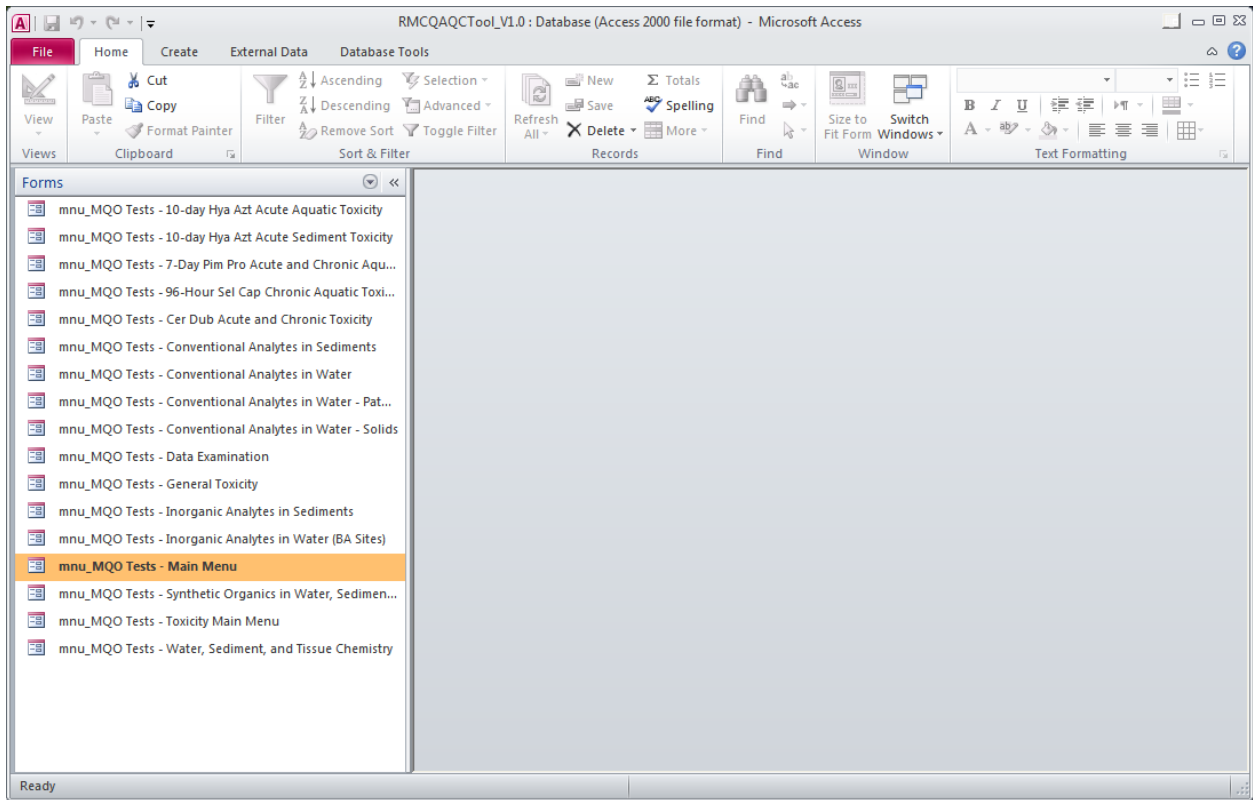 RMCQAQCTool_V1.0 : Database (Access 2000 file format) - Microsoft Access
File Home Create External Data Database Tools
View
Views
Paste
Cut
Copy
Format Painter
Clipboard
Filter
Ascending
Descending
Remove Sort
Selection
Advanced
Toggle Filter
Sort & Filter
Refresh
All
New
Save
Delete
Totals
Spelling
More
Records
Find
Find
Size to
Fit Form
Switch
Windows
Window
B I U
A
Text Formatting
Forms
mnu_MQO Tests - 10-day Hya Azt Acute Aquatic Toxicity
mnu_MQO Tests - 10-day Hya Azt Acute Sediment Toxicity
mnu_MQO Tests - 7-Day Pim Pro Acute and Chronic Aqu...
mnu_MQO Tests - 96-Hour Sel Cap Chronic Aquatic Toxi...
mnu_MQO Tests - Cer Dub Acute and Chronic Toxicity
mnu_MQO Tests - Conventional Analytes in Sediments
mnu_MQO Tests - Conventional Analytes in Water
mnu_MQO Tests - Conventional Analytes in Water - Pat...
mnu_MQO Tests - Conventional Analytes in Water - Solids
mnu_MQO Tests - Data Examination
mnu_MQO Tests - General Toxicity
mnu_MQO Tests - Inorganic Analytes in Sediments
mnu_MQO Tests - Inorganic Analytes in Water (BA Sites)
mnu_MQO Tests - Main Menu
mnu_MQO Tests - Synthetic Organics in Water, Sedimen...
mnu_MQO Tests - Toxicity Main Menu
mnu_MQO Tests - Water, Sediment, and Tissue Chemistry
Ready